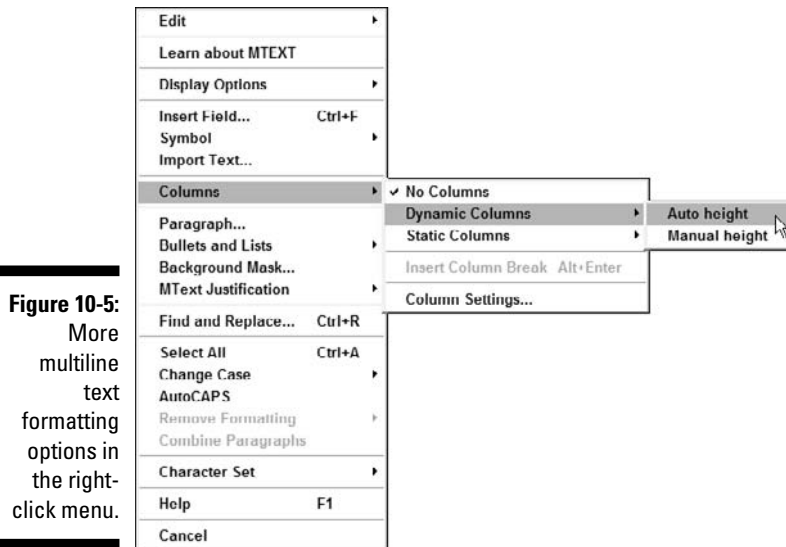 Edit
Learn about MTEXT
Display Options
Insert Field... Ctrl+F
Symbol
Import Text...
Columns
No Columns
Dynamic Columns
Auto height
Static Columns
Manual height
Insert Column Break Alt+Enter
Column Settings...
Paragraph...
Bullets and Lists
Background Mask...
MText Justification
Find and Replace... Ctrl+R
Select All Ctrl+A
Change Case
AutoCAPS
Remove Formatting
Combine Paragraphs
Character Set
Help F1
Cancel
Figure 10-5:
More
multiline
text
formatting
options in
the right-
click menu.